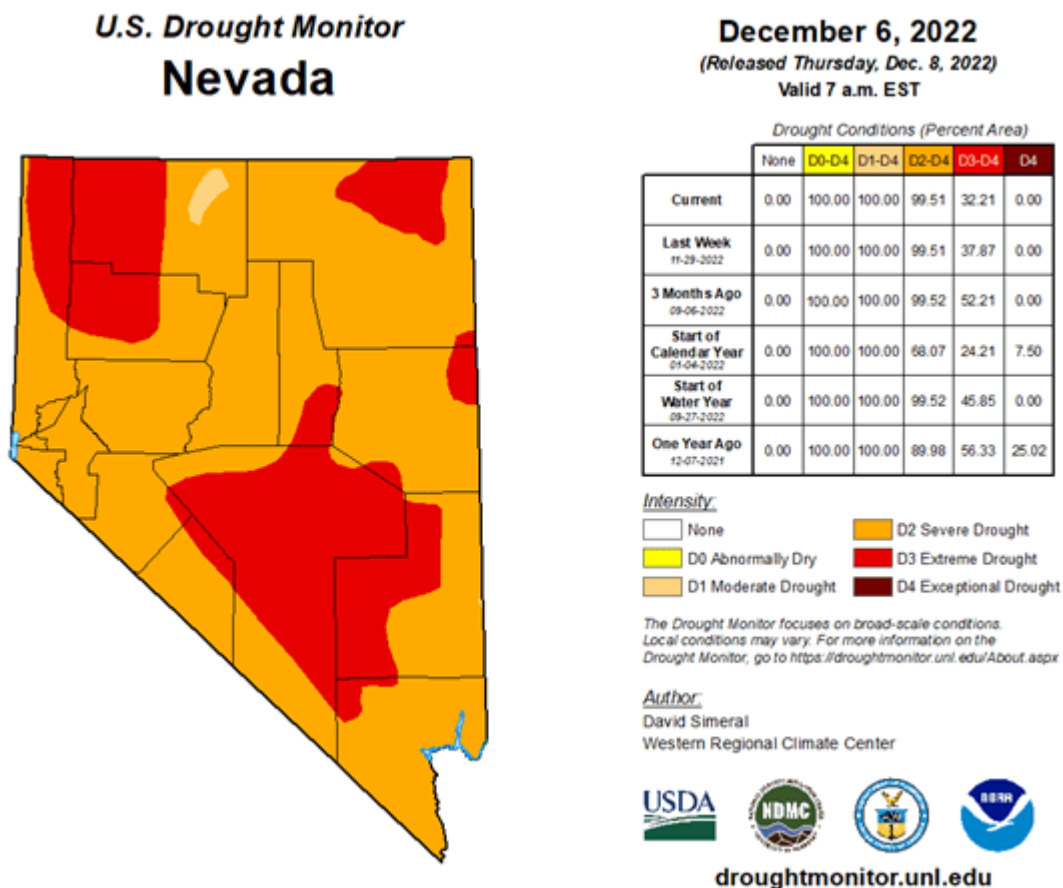 U.S. Drought Monitor
Nevada
December 6, 2022
(Released Thursday, Dec. 8, 2022)
Valid 7 a.m. EST
Drought Conditions (Percent Area)
None D0-D4 D1-D4 D2-D4 D3-D4 D4
Current 0.00 100.00 100.00 99.51 32.21 0.00
Last Week
11-29-2022 0.00 100.00 100.00 99.51 37.87 0.00
3 Months Ago
09-06-2022 0.00 100.00 100.00 99.52 52.21 0.00
Start of
Calendar Year
01-04-2022 0.00 100.00 100.00 68.07 24.21 7.50
Start of
Water Year
09-27-2022 0.00 100.00 100.00 99.52 45.85 0.00
One Year Ago
12-07-2021 0.00 100.00 100.00 89.98 56.33 25.02
Intensity:
None
D0 Abnormally Dry
D1 Moderate Drought
D2 Severe Drought
D3 Extreme Drought
D4 Exceptional Drought
The Drought Monitor focuses on broad-scale conditions.
Local conditions may vary. For more information on the
Drought Monitor, go to https://droughtmonitor.unl.edu/About.aspx
Author:
David Simeral
Western Regional Climate Center
USDA
NDMC
NOAA
droughtmonitor.unl.edu